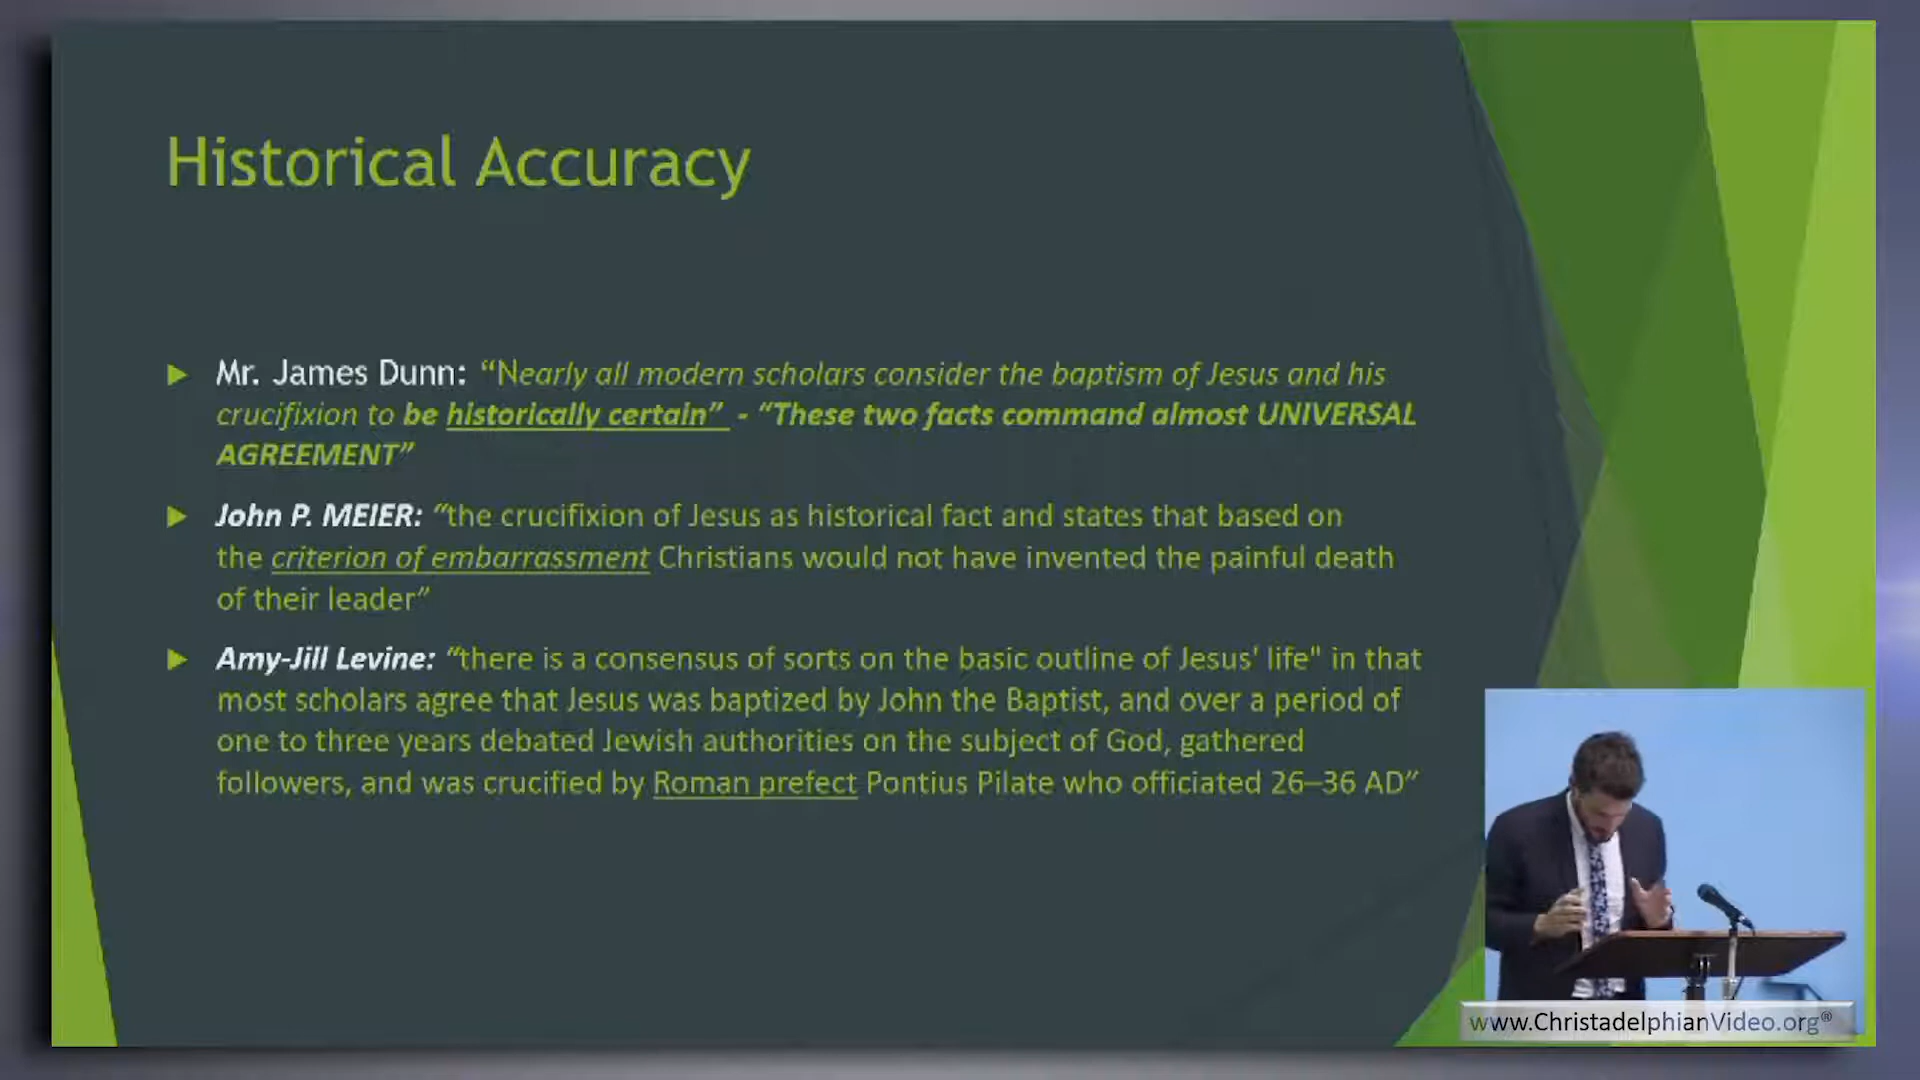 Historical Accuracy
Mr. James Dunn: “Nearly all modern scholars consider the baptism of Jesus and his
crucifixion to be historically certain” - “These two facts command almost UNIVERSAL
AGREEMENT”
John P. MEIER: “the crucifixion of Jesus as historical fact and states that based on
the criterion of embarrassment Christians would not have invented the painful death
of their leader”
Amy-Jill Levine: “there is a consensus of sorts on the basic outline of Jesus' life" in that
most scholars agree that Jesus was baptized by John the Baptist, and over a period of
one to three years debated Jewish authorities on the subject of God, gathered
followers, and was crucified by Roman prefect Pontius Pilate who officiated 26–36 AD”
www.ChristadelphianVideo.org®